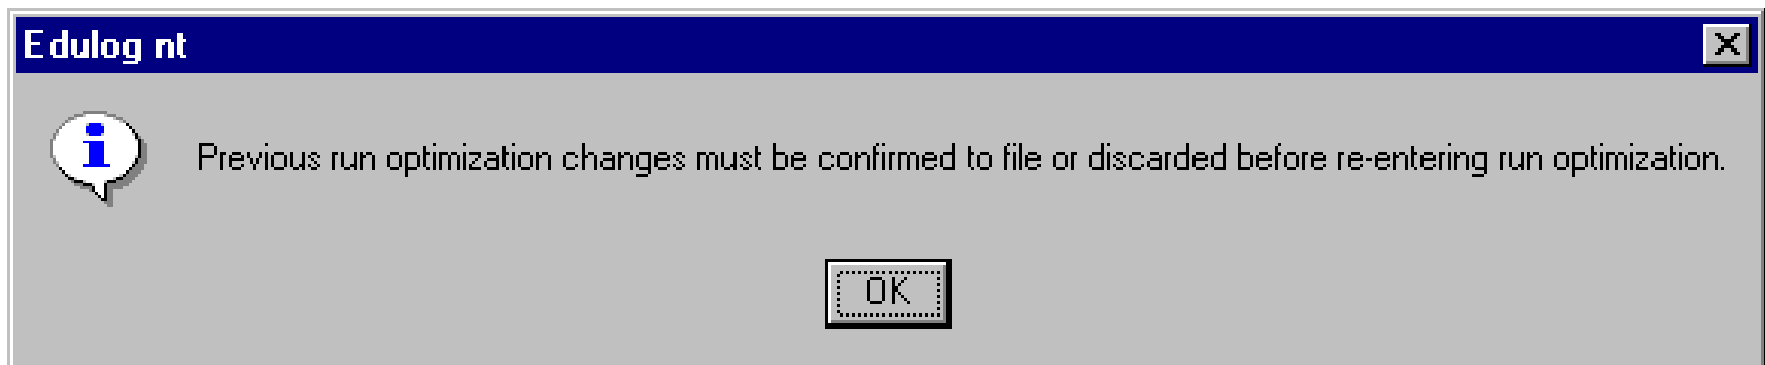 Edulog nt
Previous run optimization changes must be confirmed to file or discarded before re-entering run optimization.
OK